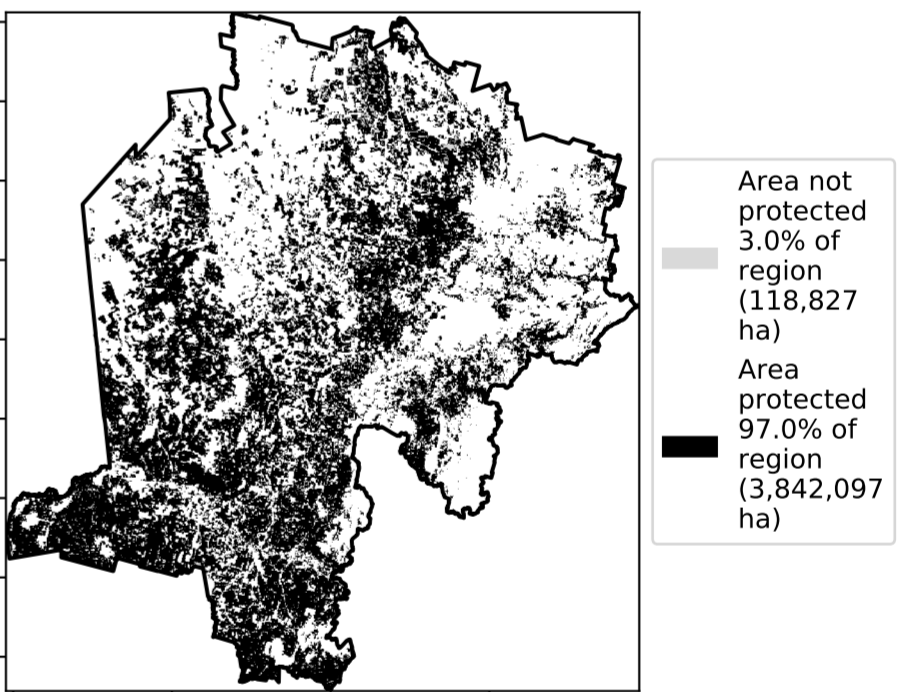 Area not
protected
3.0% of
region
(118,827
ha)
Area
protected
97.0% of
region
(3,842,097
ha)